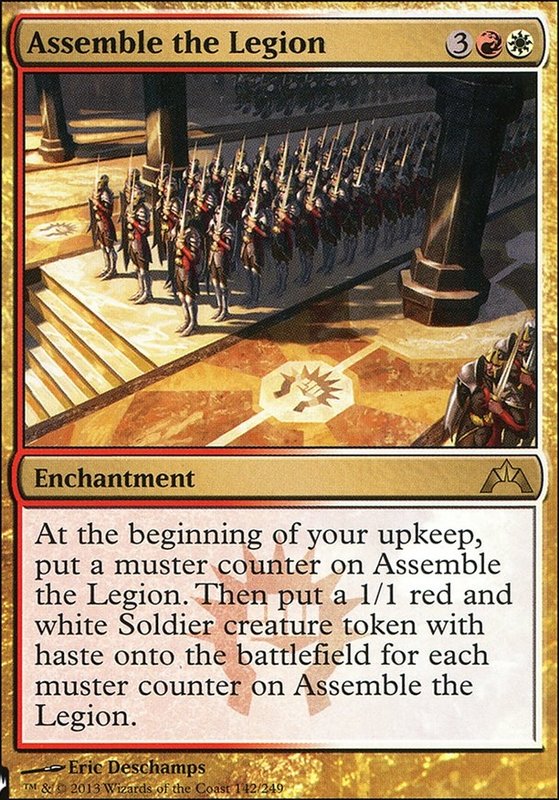 Assemble the Legion 3
Enchantment
At the beginning of your upkeep,
put a muster counter on Assemble
the Legion. Then put a 1/1 red and
white Soldier creature token with
haste onto the battlefield for each
muster counter on Assemble the
Legion.
Eric Deschamps
™ & © 2013 Wizards of the Coast 142/249